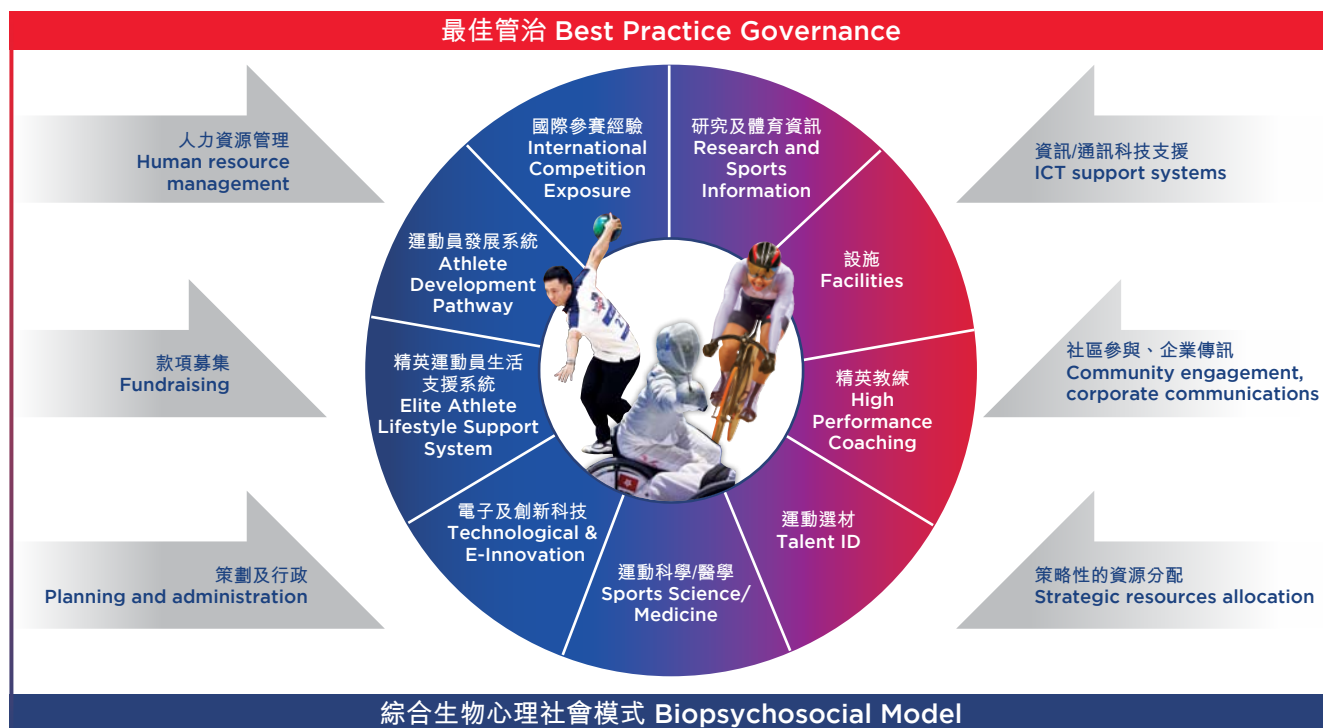 最佳管治 Best Practice Governance
人力資源管理
Human resource
management
款項募集
Fundraising
策劃及行政
Planning and administration
國際參賽經驗
International
Competition
Exposure
研究及體育資訊
Research and
Sports
Information
設施
Facilities
精英教練
High
Performance
Coaching
運動選材
Talent ID
運動科學/醫學
Sports Science/
Medicine
電子及創新科技
Technological &
E-Innovation
精英運動員生活
支援系統
Elite Athlete
Lifestyle Support
System
運動員發展系統
Athlete
Development
Pathway
資訊/通訊科技支援
ICT support systems
社區參與、企業傳訊
Community engagement,
corporate communications
策略性的資源分配
Strategic resources allocation
綜合生物心理社會模式 Biopsychosocial Model